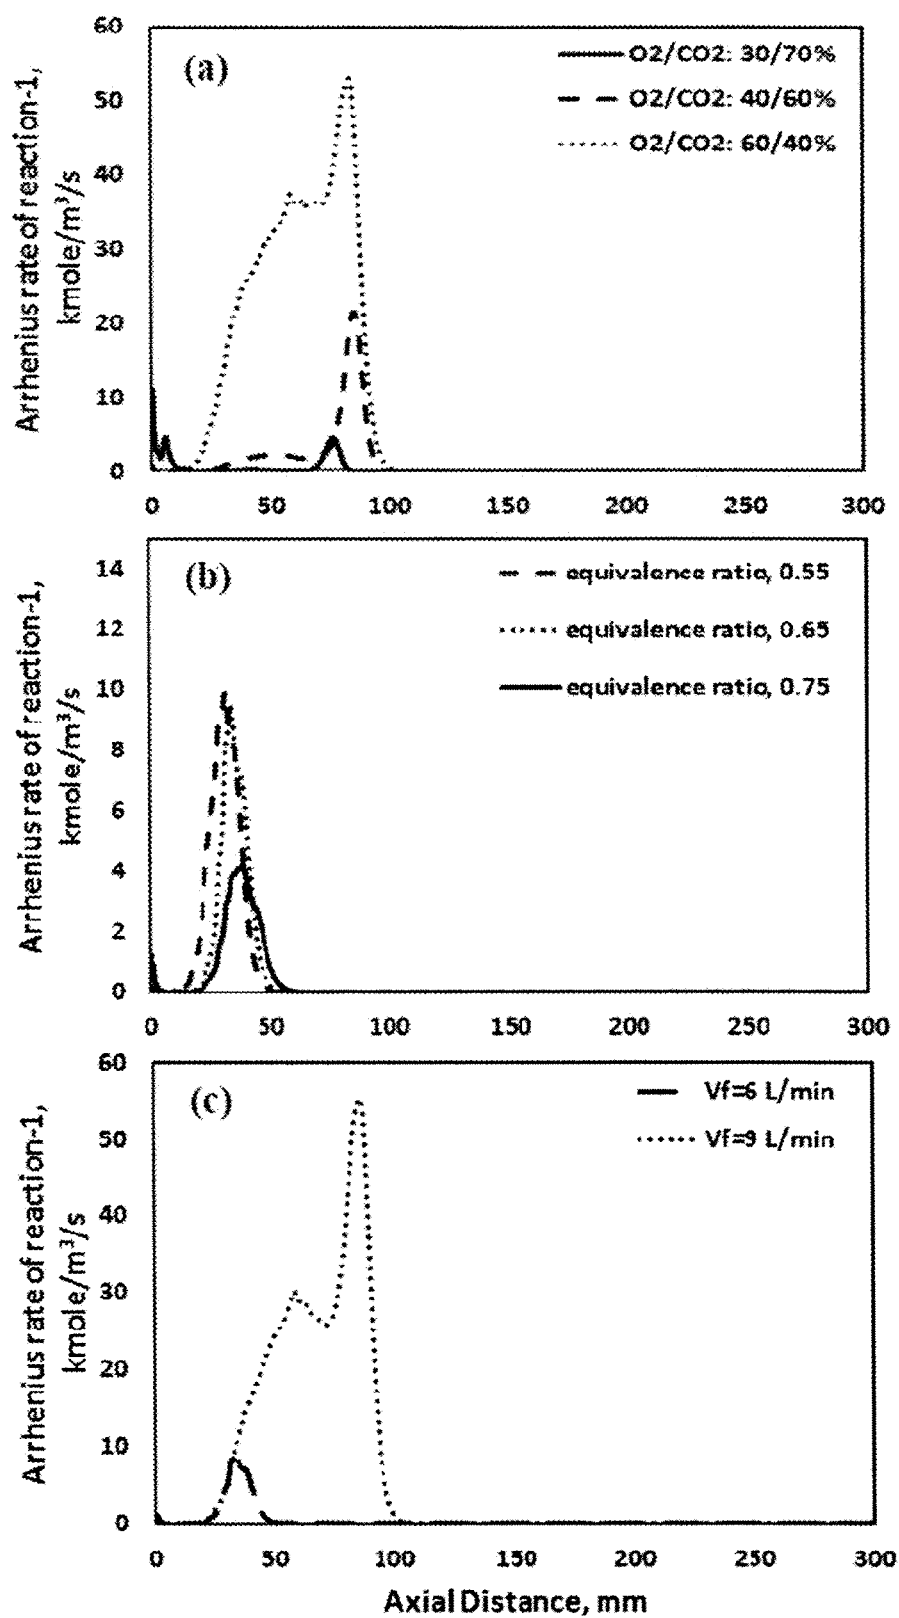 (a)
O2/CO2: 30/70%
O2/CO2: 40/60%
O2/CO2: 60/40%
Arrhenius rate of reaction-1,
kmole/m³/s
60
50
40
30
20
10
0
0 50 100 150 200 250 300
(b)
equivalence ratio, 0.55
equivalence ratio, 0.65
equivalence ratio, 0.75
Arrhenius rate of reaction-1,
kmole/m³/s
14
12
10
8
6
4
2
0
0 50 100 150 200 250 300
(c)
Vf=6 L/min
Vf=9 L/min
Arrhenius rate of reaction-1,
kmole/m³/s
60
50
40
30
20
10
0
0 50 100 150 200 250 300
Axial Distance, mm